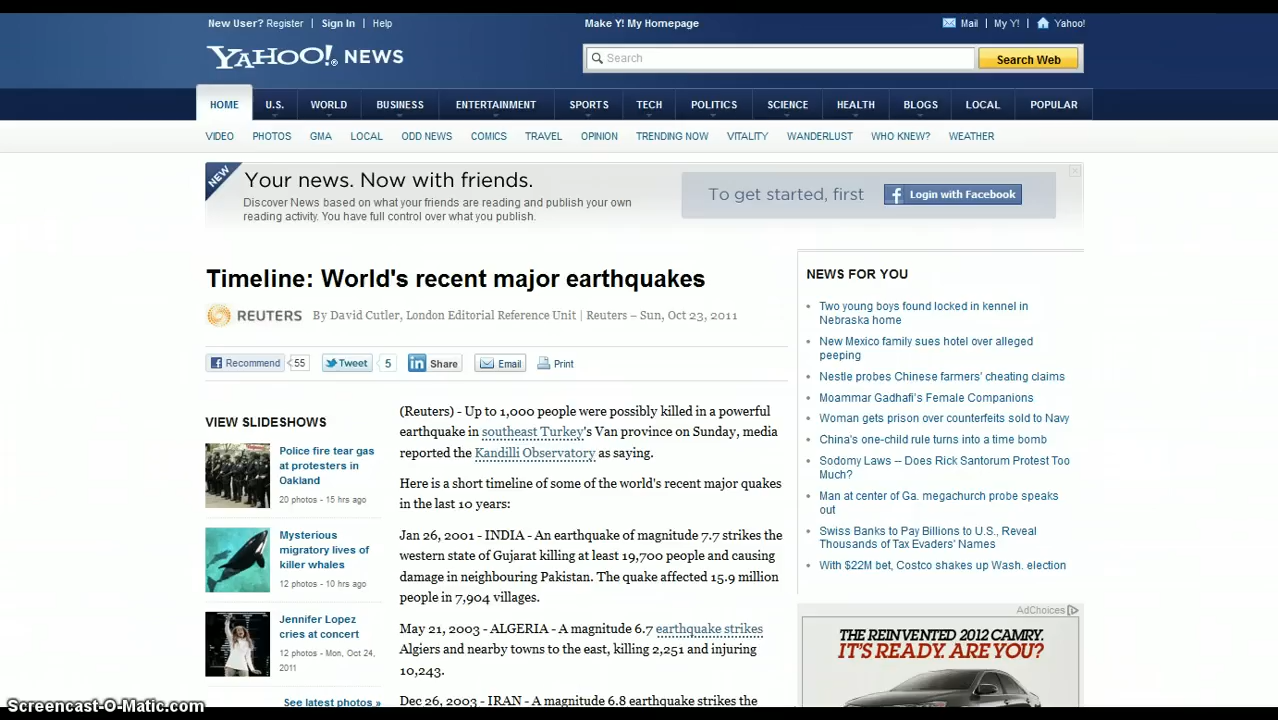 New User? Register | Sign In | Help
Make Y! My Homepage
Mail | My Y! | Yahoo!
YAHOO! NEWS
Search
Search Web
HOME U.S. WORLD BUSINESS ENTERTAINMENT SPORTS TECH POLITICS SCIENCE HEALTH BLOGS LOCAL POPULAR
VIDEO PHOTOS GMA LOCAL ODD NEWS COMICS TRAVEL OPINION TRENDING NOW VITALITY WANDERLUST WHO KNEW? WEATHER
NEW
Your news. Now with friends.
Discover News based on what your friends are reading and publish your own
reading activity. You have full control over what you publish.
To get started, first
Login with Facebook
Timeline: World's recent major earthquakes
REUTERS By David Cutler, London Editorial Reference Unit | Reuters – Sun, Oct 23, 2011
Recommend 55 Tweet 5 Share Email Print
VIEW SLIDESHOWS
Police fire tear gas
at protesters in
Oakland
20 photos - 15 hrs ago
Mysterious
migratory lives of
killer whales
12 photos - 10 hrs ago
Jennifer Lopez
cries at concert
12 photos - Mon, Oct 24,
2011
See latest photos »
(Reuters) - Up to 1,000 people were possibly killed in a powerful
earthquake in southeast Turkey's Van province on Sunday, media
reported the Kandilli Observatory as saying.
Here is a short timeline of some of the world's recent major quakes
in the last 10 years:
Jan 26, 2001 - INDIA - An earthquake of magnitude 7.7 strikes the
western state of Gujarat killing at least 19,700 people and causing
damage in neighbouring Pakistan. The quake affected 15.9 million
people in 7,904 villages.
May 21, 2003 - ALGERIA - A magnitude 6.7 earthquake strikes
Algiers and nearby towns to the east, killing 2,251 and injuring
10,243.
Dec 26, 2003 - IRAN - A magnitude 6.8 earthquake strikes the
NEWS FOR YOU
Two young boys found locked in kennel in
Nebraska home
New Mexico family sues hotel over alleged
peeping
Nestle probes Chinese farmers' cheating claims
Moammar Gadhafi's Female Companions
Woman gets prison over counterfeits sold to Navy
China's one-child rule turns into a time bomb
Sodomy Laws -- Does Rick Santorum Protest Too
Much?
Man at center of Ga. megachurch probe speaks
out
Swiss Banks to Pay Billions to U.S., Reveal
Thousands of Tax Evaders' Names
With $22M bet, Costco shakes up Wash. election
AdChoices
THE REINVENTED 2012 CAMRY.
IT'S READY. ARE YOU?
Screencast-O-Matic.com